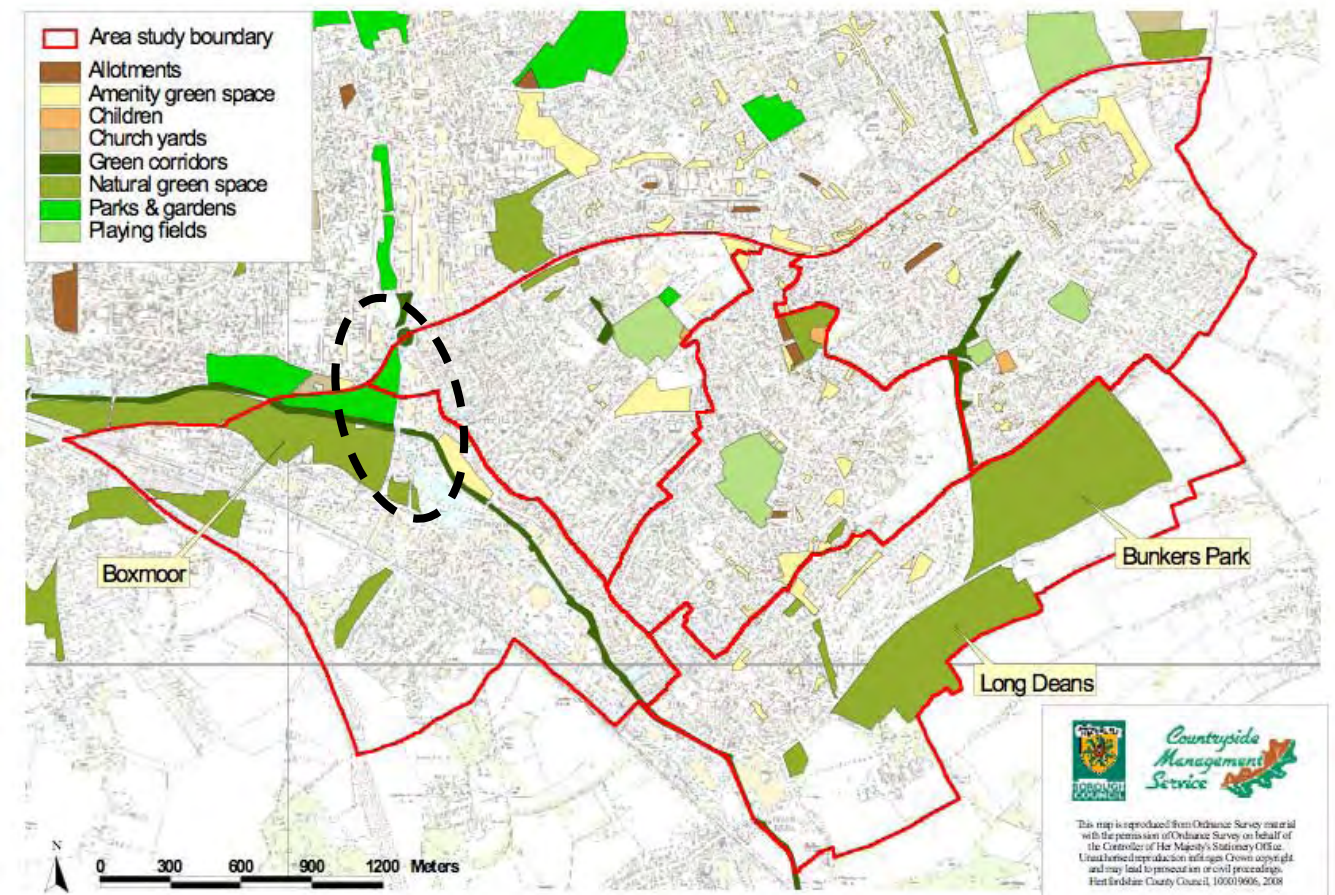 Area study boundary
Allotments
Amenity green space
Children
Church yards
Green corridors
Natural green space
Parks & gardens
Playing fields
Boxmoor
Bunkers Park
Long Deans
N
0 300 600 900 1200 Meters
BOROUGH
COUNCIL
Countryside
Management
Service
This map is reproduced from Ordnance Survey material
with the permission of Ordnance Survey on behalf of
the Controller of Her Majesty's Stationery Office.
Unauthorised reproduction infringes Crown copyright
and may lead to prosecution or civil proceedings.
Hertfordshire County Council, 100019606, 2008